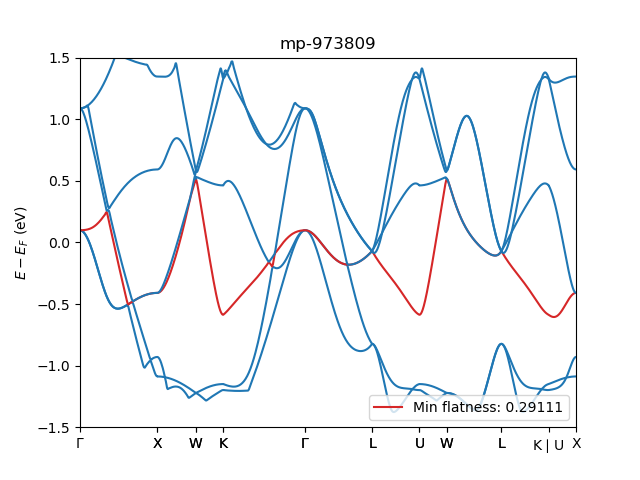 mp-973809
E − E_F (eV)
1.5
1.0
0.5
0.0
−0.5
−1.0
−1.5
Min flatness: 0.29111
Γ X W K Γ L U W L K | U X